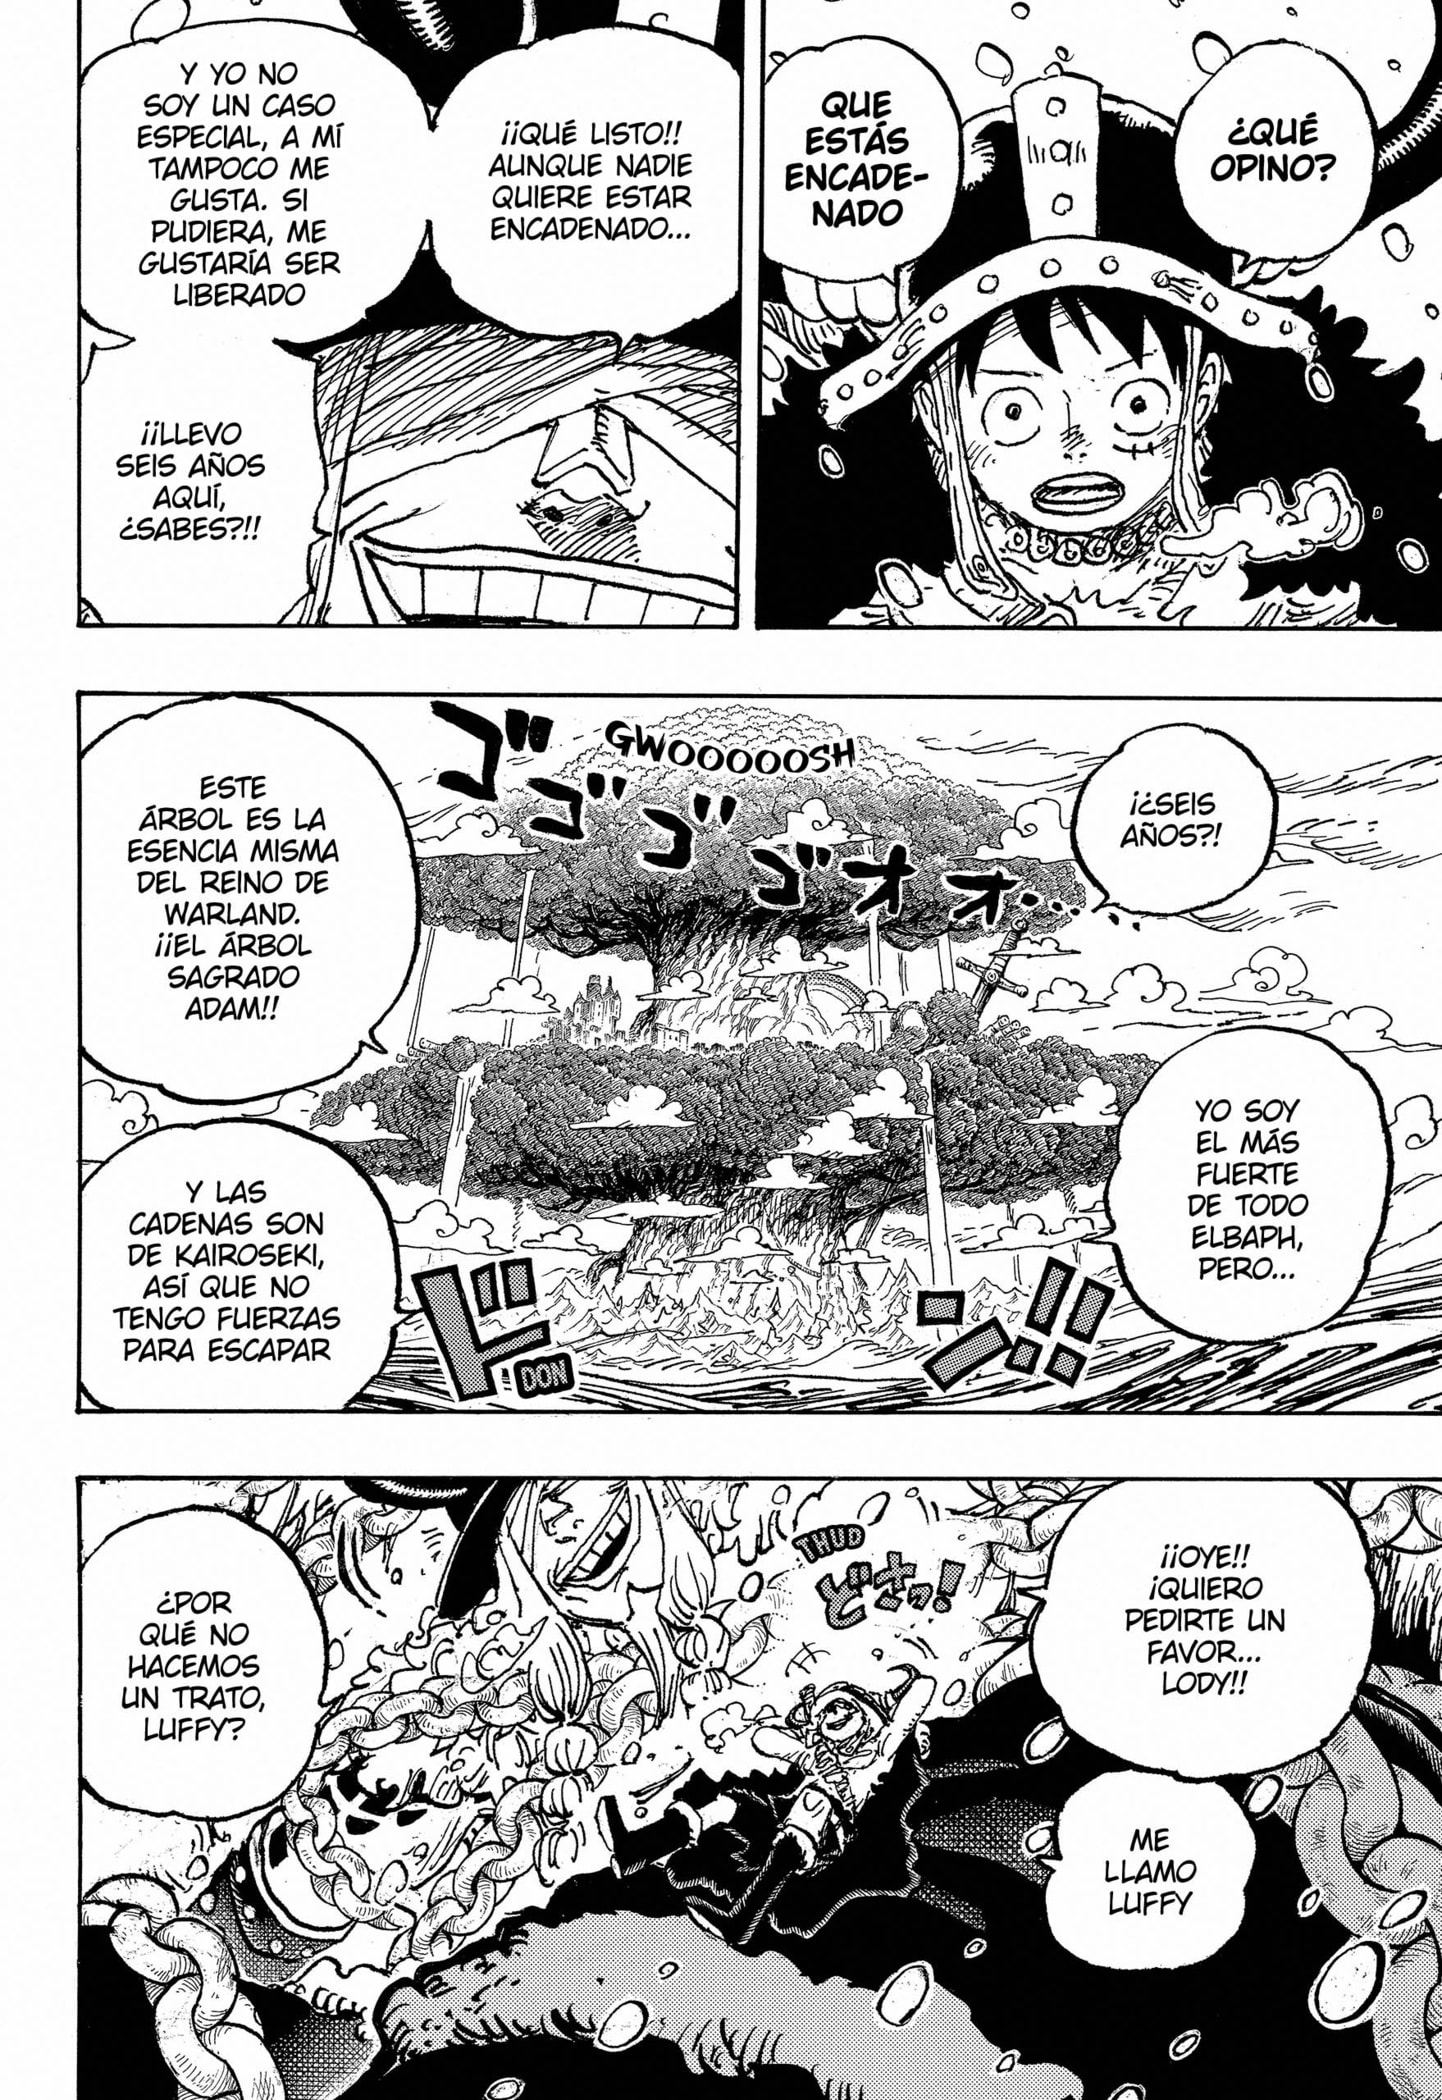 ¿QUÉ
OPINO?
QUE
ESTÁS
ENCADE-
NADO
¡¡QUÉ LISTO!!
AUNQUE NADIE
QUIERE ESTAR
ENCADENADO...
Y YO NO
SOY UN CASO
ESPECIAL, A MÍ
TAMPOCO ME
GUSTA. SI
PUDIERA, ME
GUSTARÍA SER
LIBERADO
¡¡LLEVO
SEIS AÑOS
AQUÍ,
¿SABES?!!
¡¿SEIS
AÑOS?!
GWOOOOOSH
ゴゴゴゴゴオオ…
YO SOY
EL MÁS
FUERTE
DE TODO
ELBAPH,
PERO...
ESTE
ÁRBOL ES LA
ESENCIA MISMA
DEL REINO DE
WARLAND.
¡¡EL ÁRBOL
SAGRADO
ADAM!!
Y LAS
CADENAS SON
DE KAIROSEKI,
ASÍ QUE NO
TENGO FUERZAS
PARA ESCAPAR
ドン!!
DON
¡¡OYE!!
¡QUIERO
PEDIRTE UN
FAVOR...
LODY!!
ME
LLAMO
LUFFY
THUD
どさっ!
¿POR
QUÉ NO
HACEMOS
UN TRATO,
LUFFY?